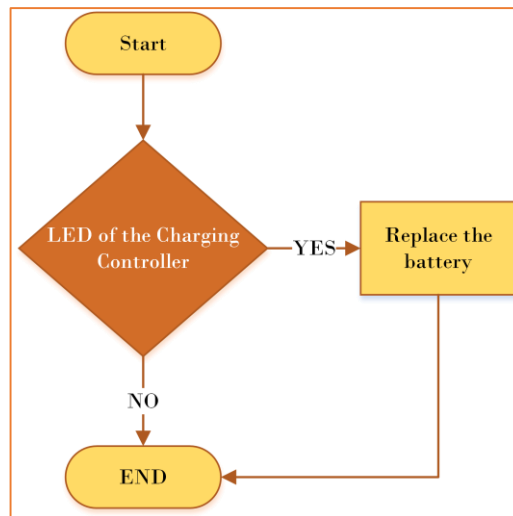 Start
LED of the Charging
Controller
YES
Replace the
battery
NO
END